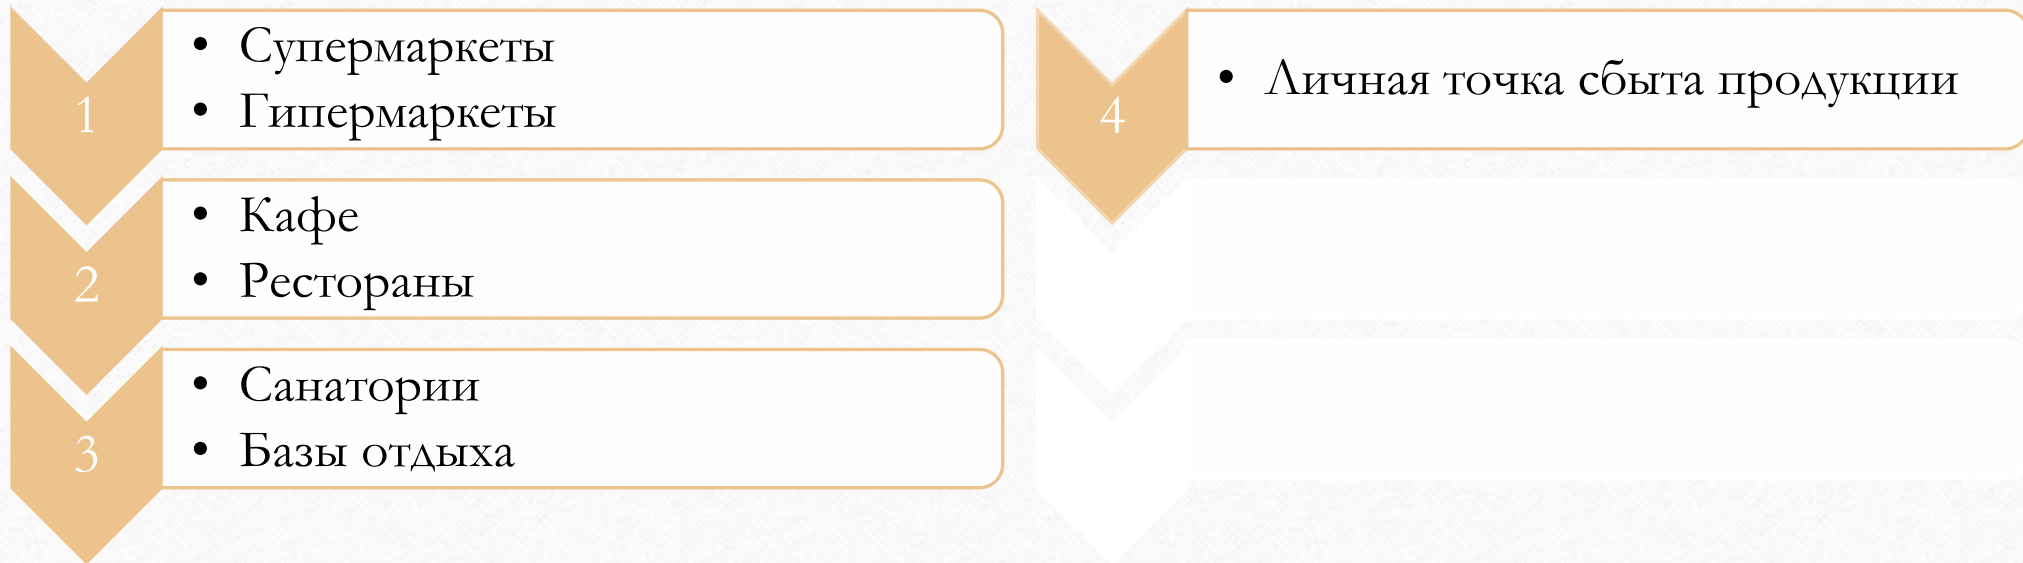 1
• Супермаркеты
• Гипермаркеты
2
• Кафе
• Рестораны
3
• Санатории
• Базы отдыха
4
• Личная точка сбыта продукции